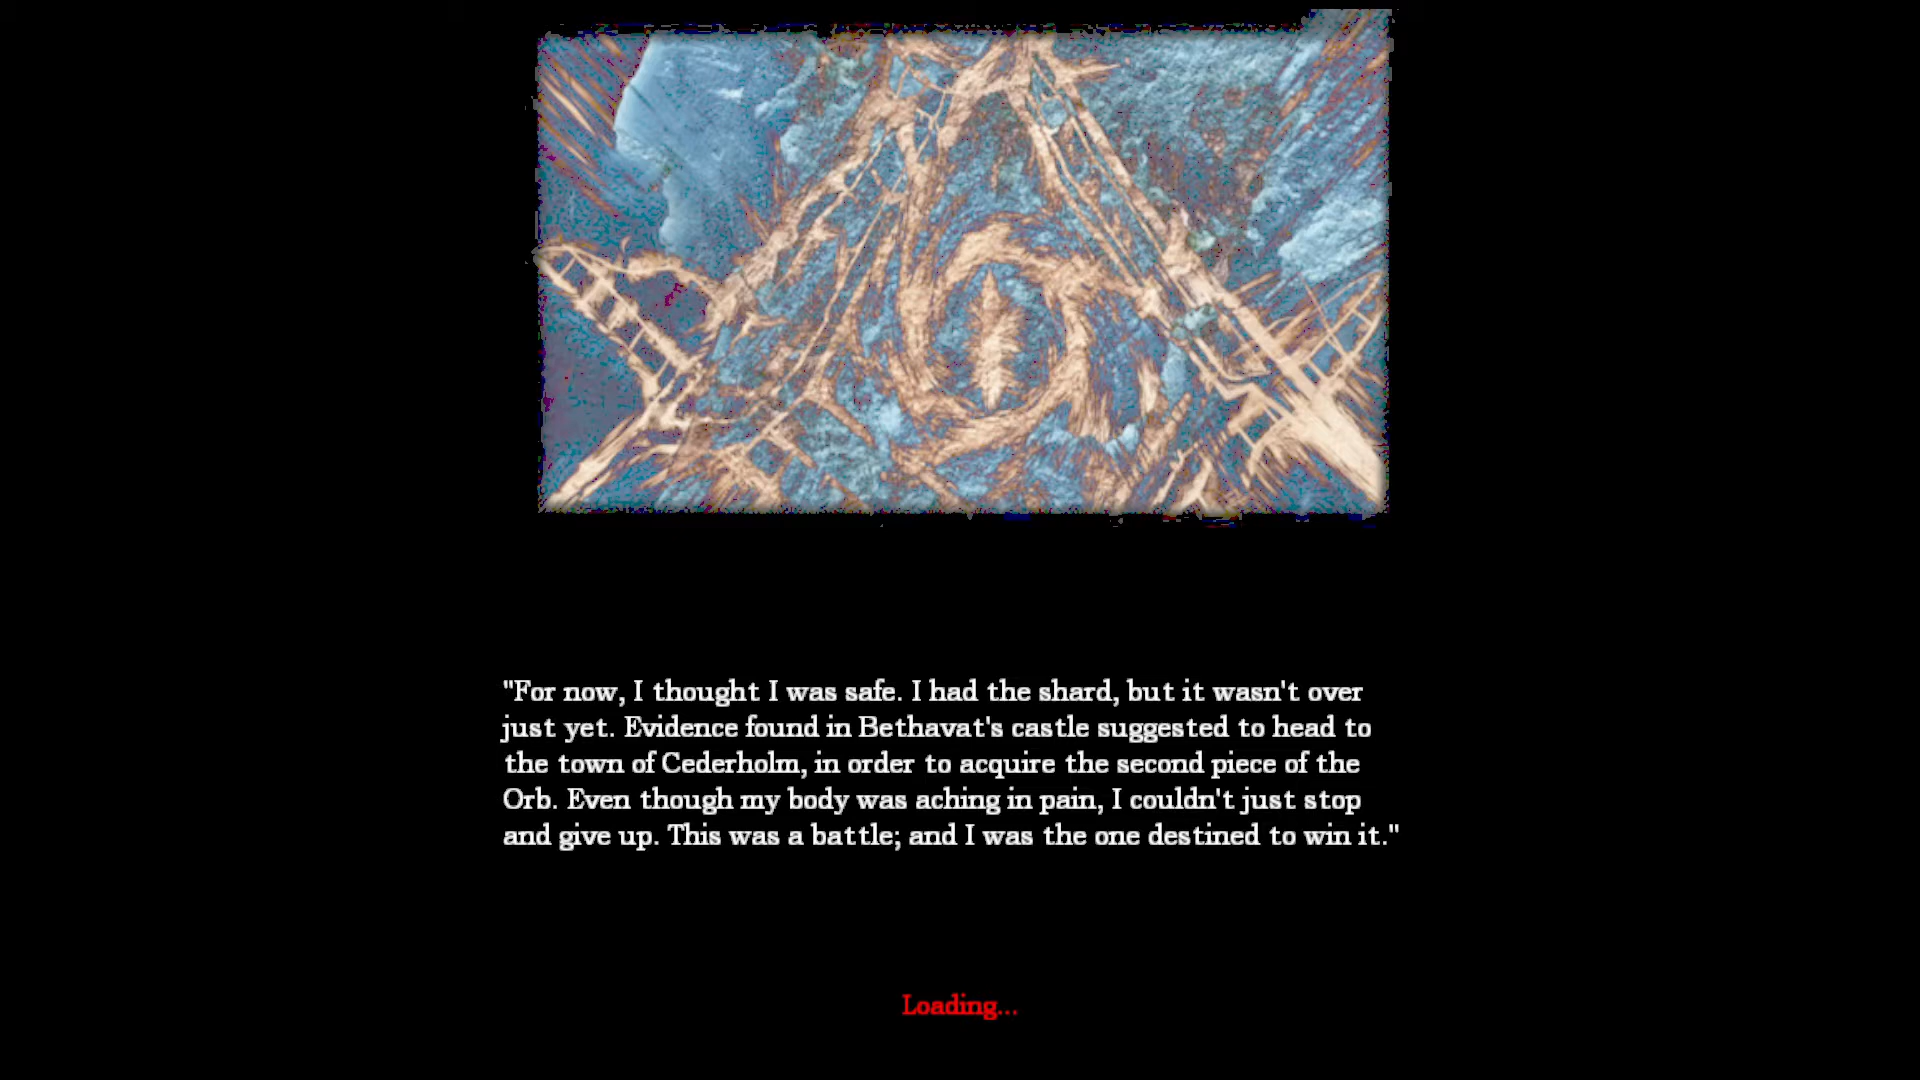 "For now, I thought I was safe. I had the shard, but it wasn't over
just yet. Evidence found in Bethavat's castle suggested to head to
the town of Cederholm, in order to acquire the second piece of the
Orb. Even though my body was aching in pain, I couldn't just stop
and give up. This was a battle; and I was the one destined to win it."
Loading...